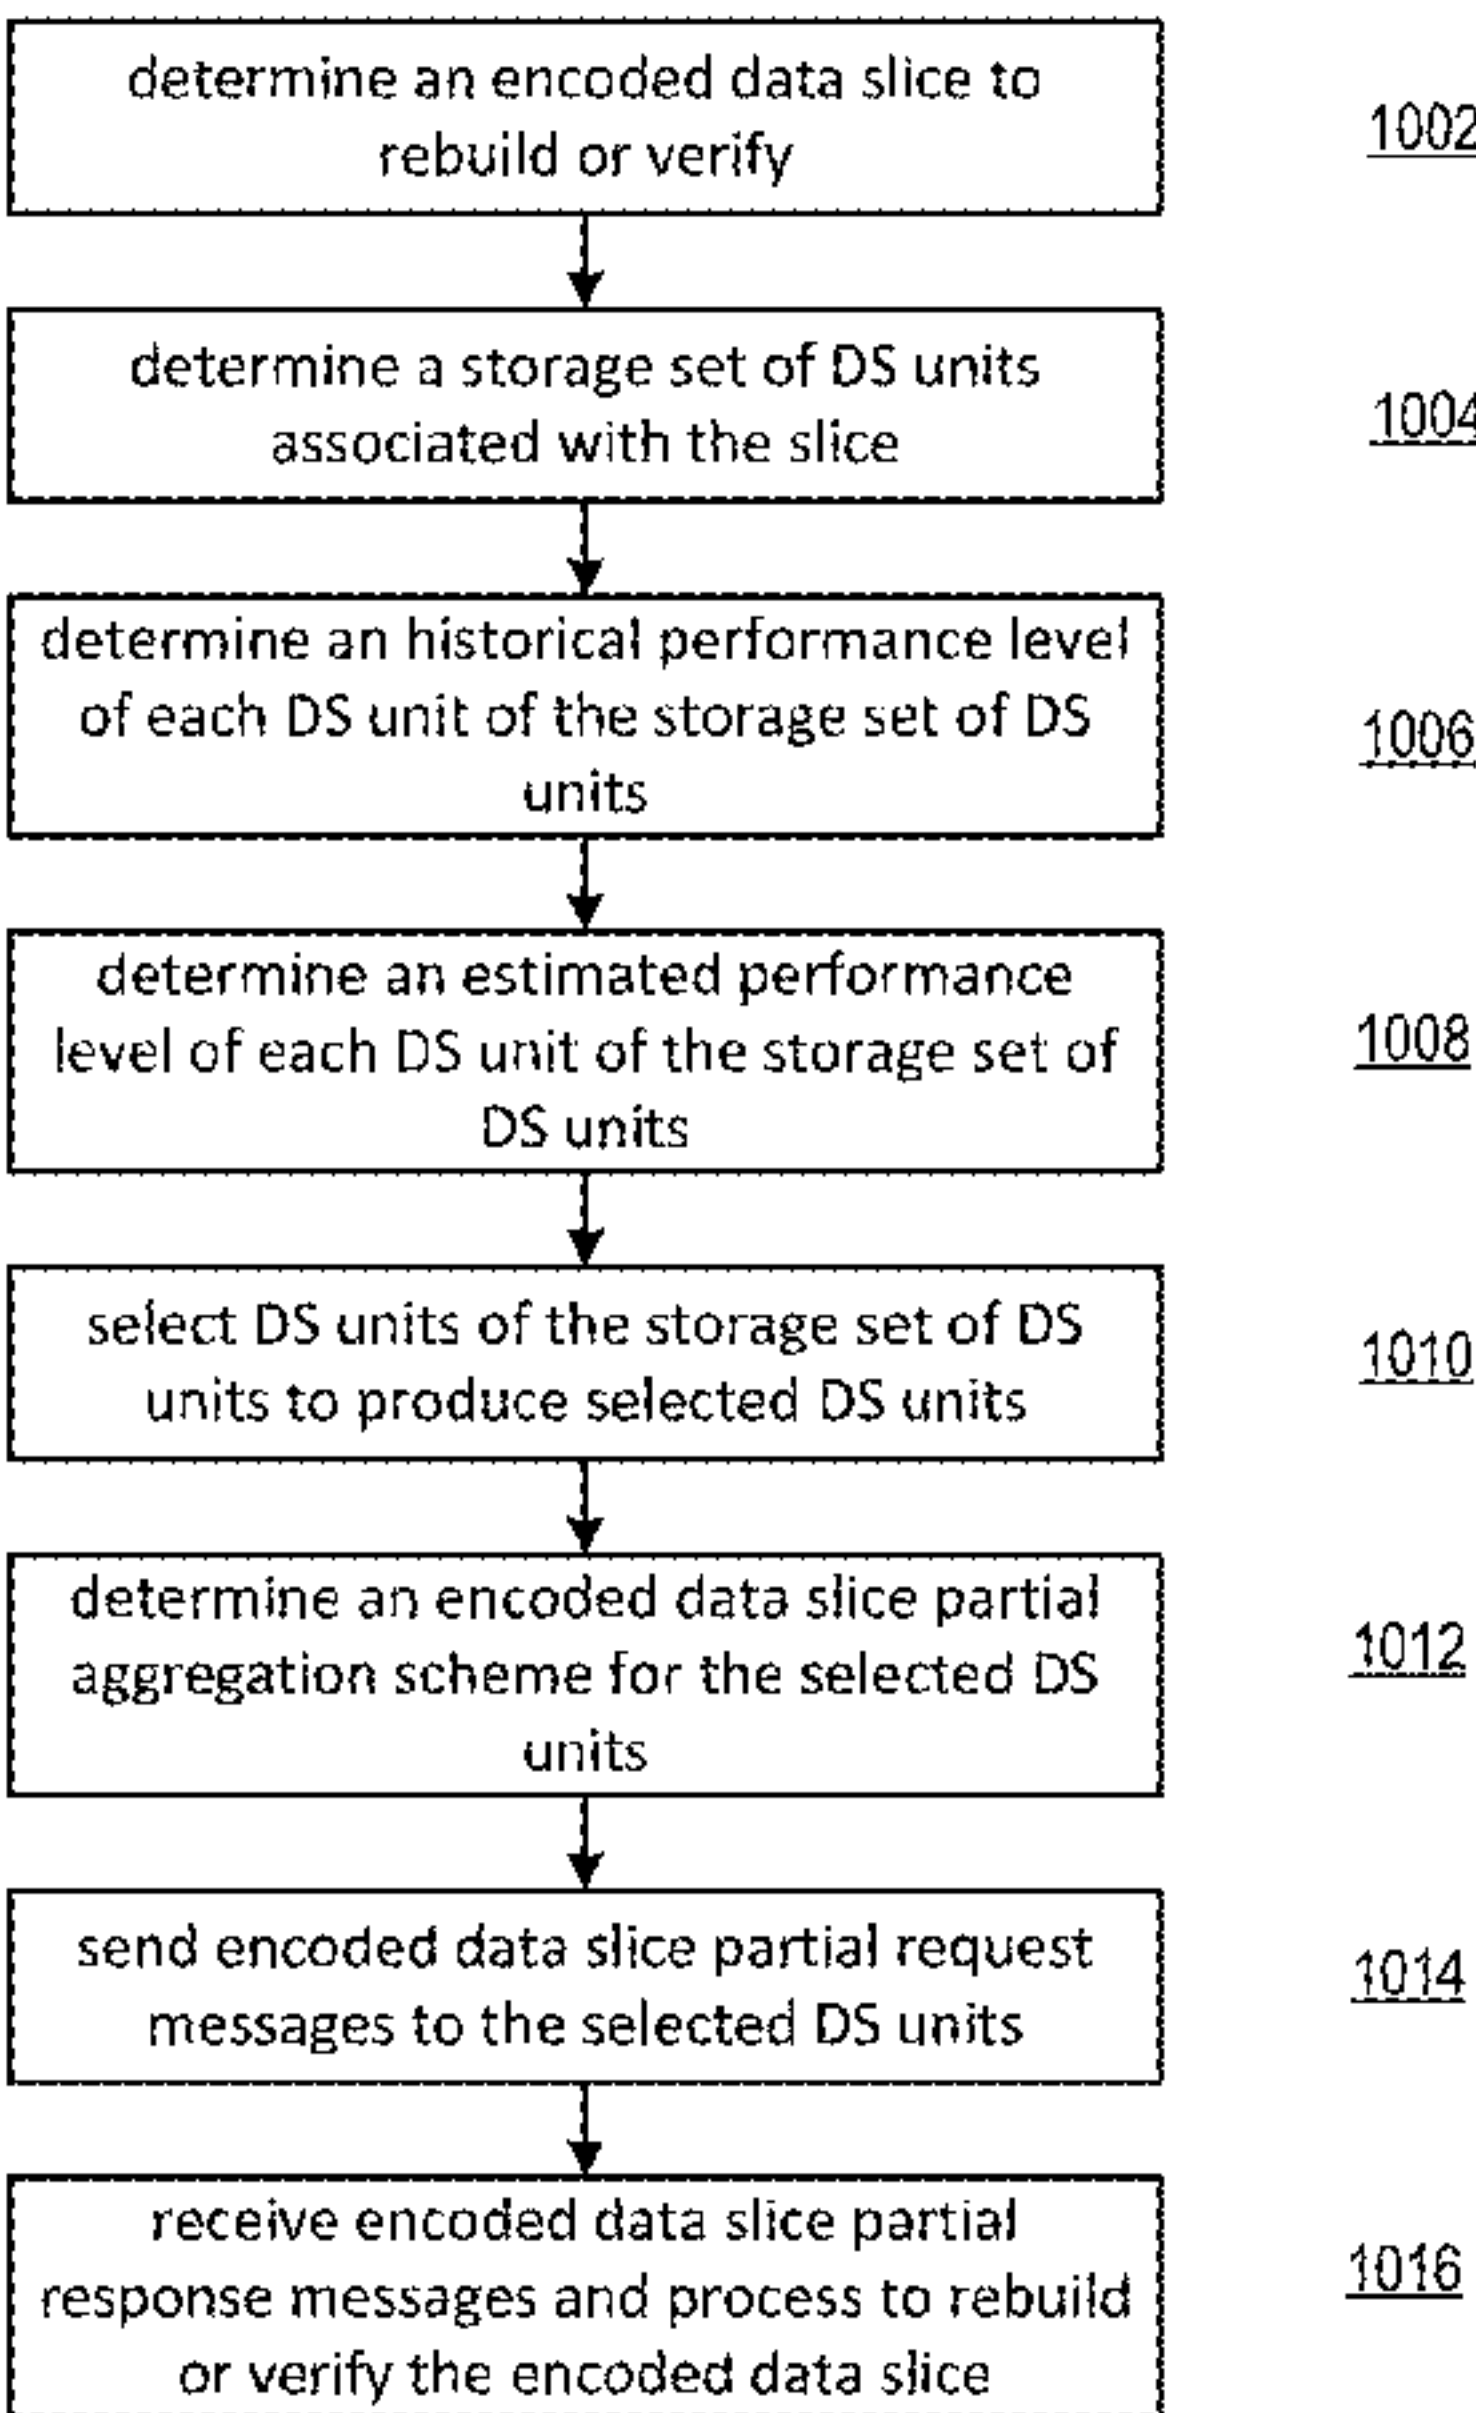 determine an encoded data slice to
rebuild or verify
1002
determine a storage set of DS units
associated with the slice
1004
determine an historical performance level
of each DS unit of the storage set of DS
units
1006
determine an estimated performance
level of each DS unit of the storage set of
DS units
1008
select DS units of the storage set of DS
units to produce selected DS units
1010
determine an encoded data slice partial
aggregation scheme for the selected DS
units
1012
send encoded data slice partial request
messages to the selected DS units
1014
receive encoded data slice partial
response messages and process to rebuild
or verify the encoded data slice
1016